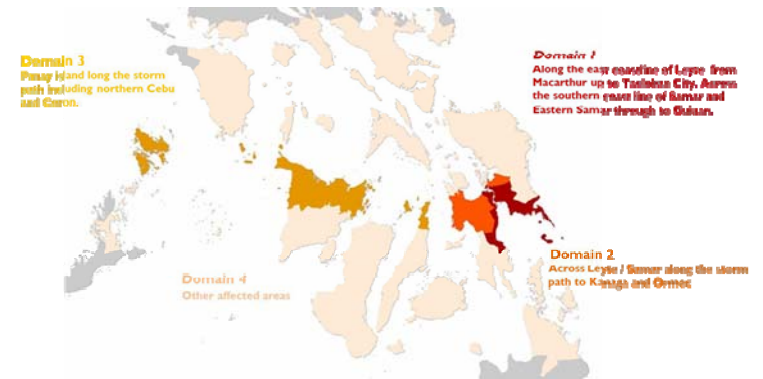 Domain 3
Panay island long the storm
path including northern Cebu
and Coron.
Domain 1
Along the east coastline of Leyte from
Macarthur up to Tacloban City. Across
the southern coast line of Samar and
Eastern Samar through to Guiuan.
Domain 2
Across Leyte / Samar along the storm
path to Kananga and Ormoc
Domain 4
Other affected areas